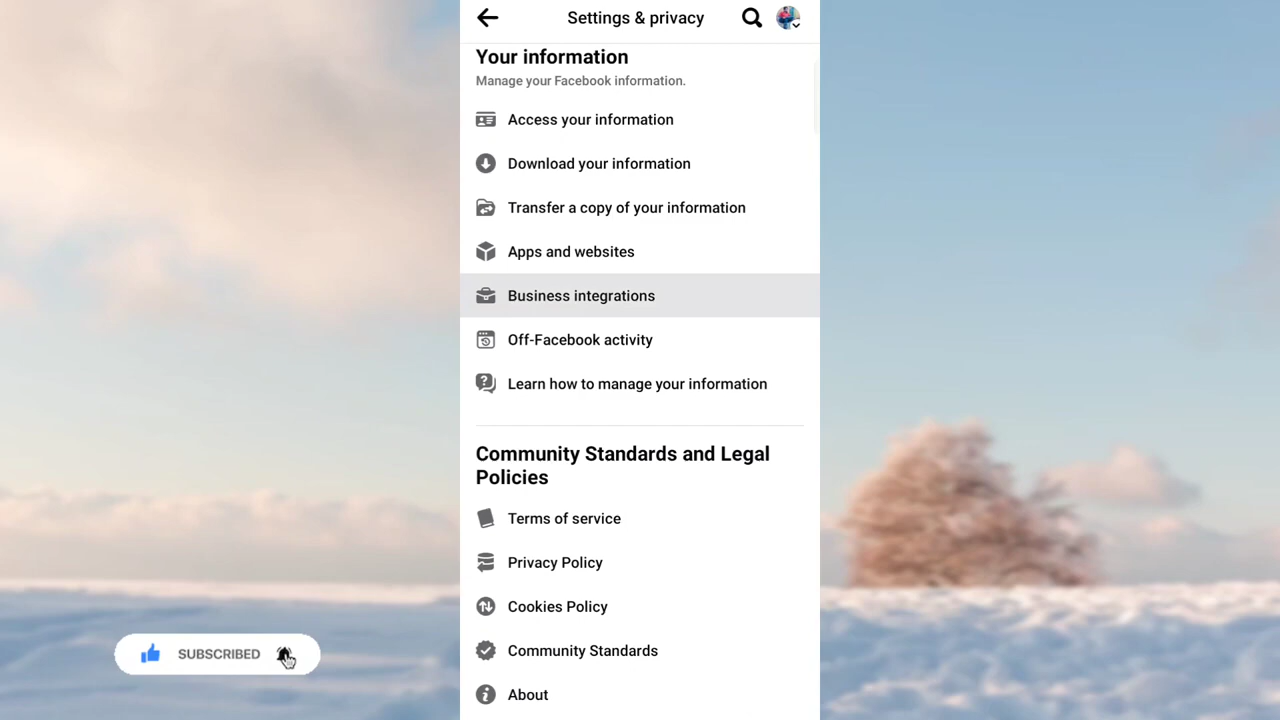 Settings & privacy
Your information
Manage your Facebook information.
Access your information
Download your information
Transfer a copy of your information
Apps and websites
Business integrations
Off-Facebook activity
Learn how to manage your information
Community Standards and Legal
Policies
Terms of service
Privacy Policy
Cookies Policy
Community Standards
About
SUBSCRIBED